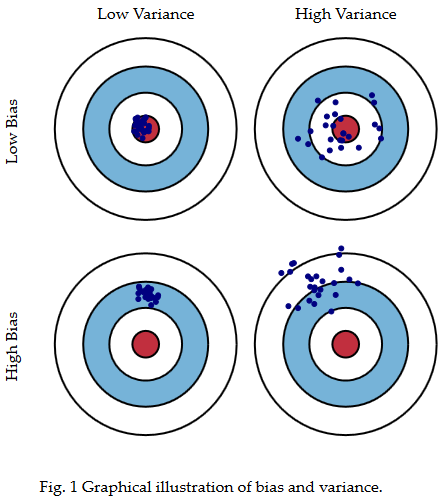 Low Variance
High Variance
Low Bias
High Bias
Fig. 1 Graphical illustration of bias and variance.